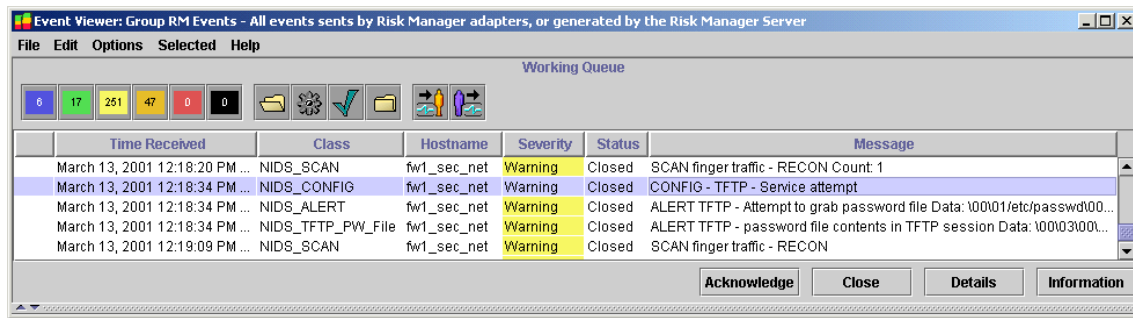 Event Viewer: Group RM Events - All events sents by Risk Manager adapters, or generated by the Risk Manager Server
File Edit Options Selected Help
Working Queue
6 17 251 47 0 0
Time Received Class Hostname Severity Status Message
March 13, 2001 12:18:20 PM ... NIDS_SCAN fw1_sec_net Warning Closed SCAN finger traffic - RECON Count: 1
March 13, 2001 12:18:34 PM ... NIDS_CONFIG fw1_sec_net Warning Closed CONFIG - TFTP - Service attempt
March 13, 2001 12:18:34 PM ... NIDS_ALERT fw1_sec_net Warning Closed ALERT TFTP - Attempt to grab password file Data: \00\01/etc/passwd\00...
March 13, 2001 12:18:34 PM ... NIDS_TFTP_PW_File fw1_sec_net Warning Closed ALERT TFTP - password file contents in TFTP session Data: \00\03\00\...
March 13, 2001 12:19:09 PM ... NIDS_SCAN fw1_sec_net Warning Closed SCAN finger traffic - RECON
Acknowledge Close Details Information